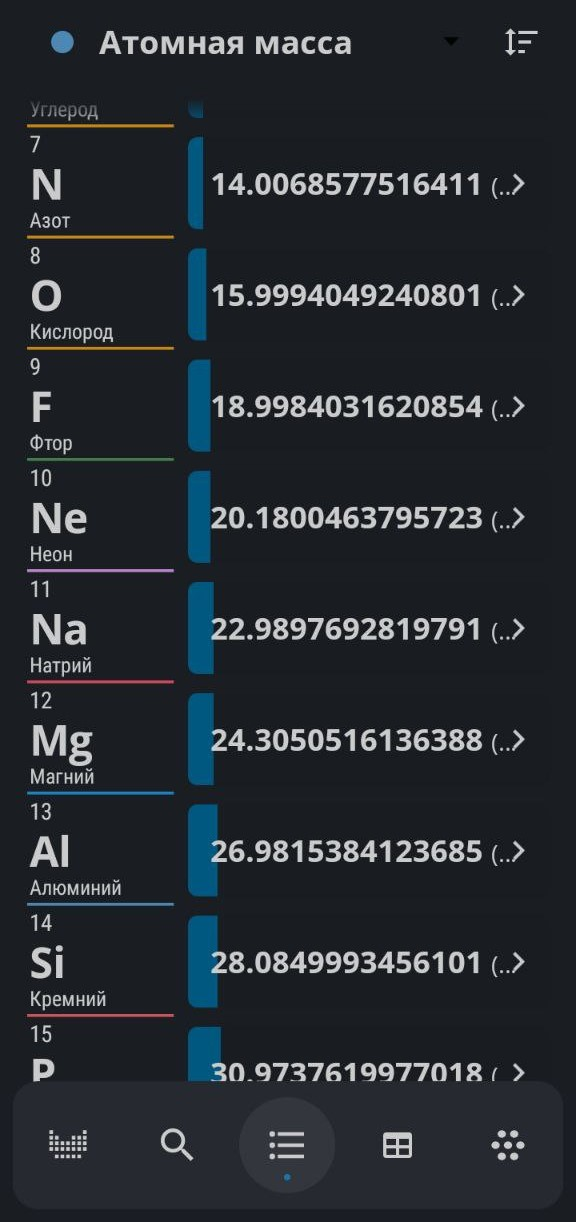 Атомная масса
Углерод
7
N
Азот
14.0068577516411 (..
8
O
Кислород
15.9994049240801 (..
9
F
Фтор
18.9984031620854 (..
10
Ne
Неон
20.1800463795723 (..
11
Na
Натрий
22.9897692819791 (..
12
Mg
Магний
24.3050516136388 (..
13
Al
Алюминий
26.9815384123685 (..
14
Si
Кремний
28.0849993456101 (..
15
P
30.9737619977018 (